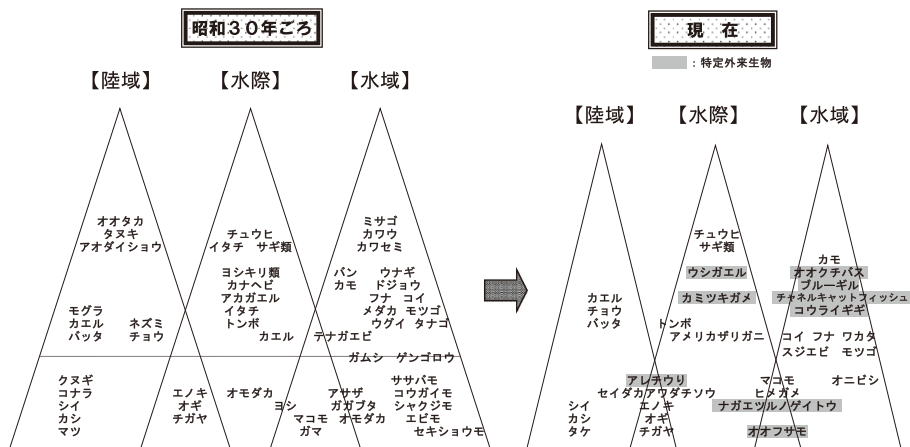 昭和３０年ごろ
【陸域】
【水際】
【水域】
オオタカ
タヌキ
アオダイショウ
モグラ
カエル
ネズミ
バッタ
チョウ
クヌギ
コナラ
シイ
カシ
マツ
チュウヒ
イタチ サギ類
ヨシキリ類
カナヘビ
アカガエル
イタチ
トンボ
カエル
エノキ
オギ
チガヤ
オモダカ
ヨシ
ミサゴ
カワウ
カワセミ
バン ウナギ
カモ ドジョウ
フナ コイ
メダカ モツゴ
ウグイ タナゴ
テナガエビ
ガムシ ゲンゴロウ
ササバモ
アサザ コウガイモ
ガガブタ シャクジモ
マコモ オモダカ エビモ
ガマ セキショウモ
現 在
：特定外来生物
【陸域】
【水際】
【水域】
カエル
チョウ
バッタ
シイ
カシ
タケ
チュウヒ
サギ類
ウシガエル
カミツキガメ
トンボ
アメリカザリガニ
アレチウリ
セイタカアワダチソウ
エノキ
オギ
チガヤ
カモ
オオクチバス
ブルーギル
チャネルキャットフィッシュ
コウライギギ
コイ フナ ワカタ
スジエビ モツゴ
マコモ オニビシ
ヒメガメ
ナガエツルノゲイトウ
オオフサモ